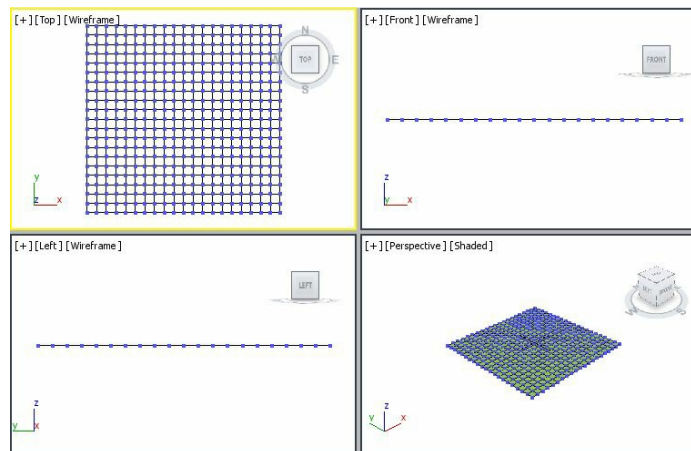 [+] [Top] [Wireframe]
N
TOP
E
S
y
z
x
[+] [Front] [Wireframe]
FRONT
z
y
x
[+] [Left] [Wireframe]
LEFT
z
y
x
[+] [Perspective] [Shaded]
W
S
z
y
x